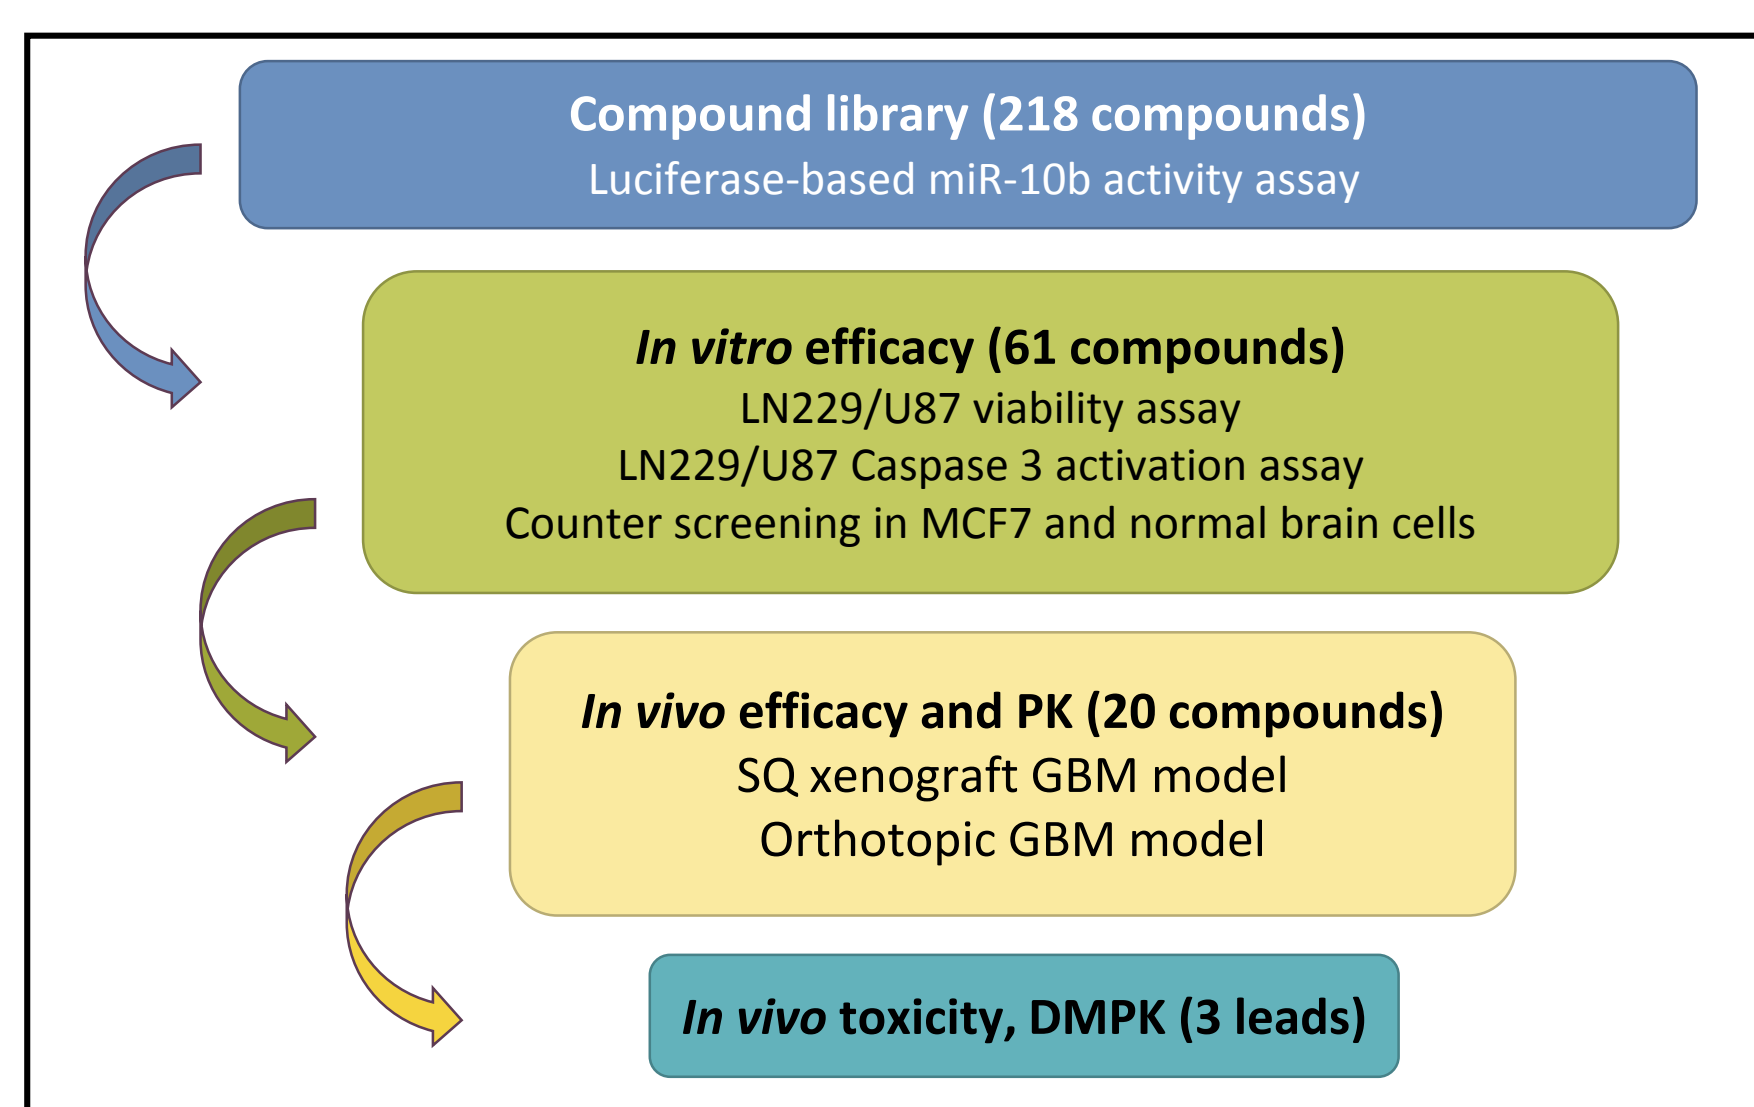 Compound library (218 compounds)
Luciferase-based miR-10b activity assay
In vitro efficacy (61 compounds)
LN229/U87 viability assay
LN229/U87 Caspase 3 activation assay
Counter screening in MCF7 and normal brain cells
In vivo efficacy and PK (20 compounds)
SQ xenograft GBM model
Orthotopic GBM model
In vivo toxicity, DMPK (3 leads)